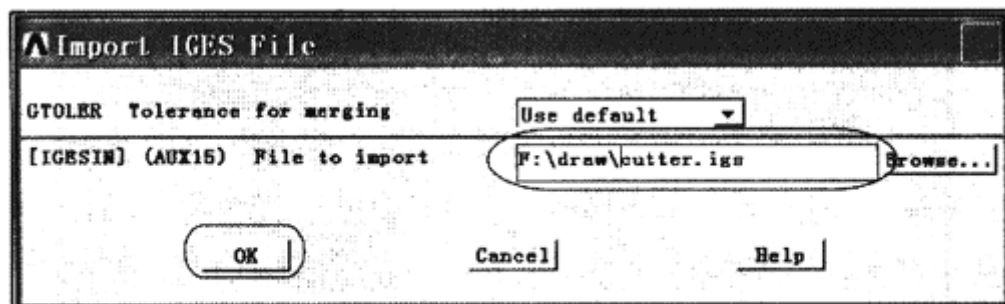 Import IGES File
GTOLER Tolerance for merging Use default
[IGESIN] (AUX15) File to import F:\draw\cutter.igs Browse...
OK Cancel Help